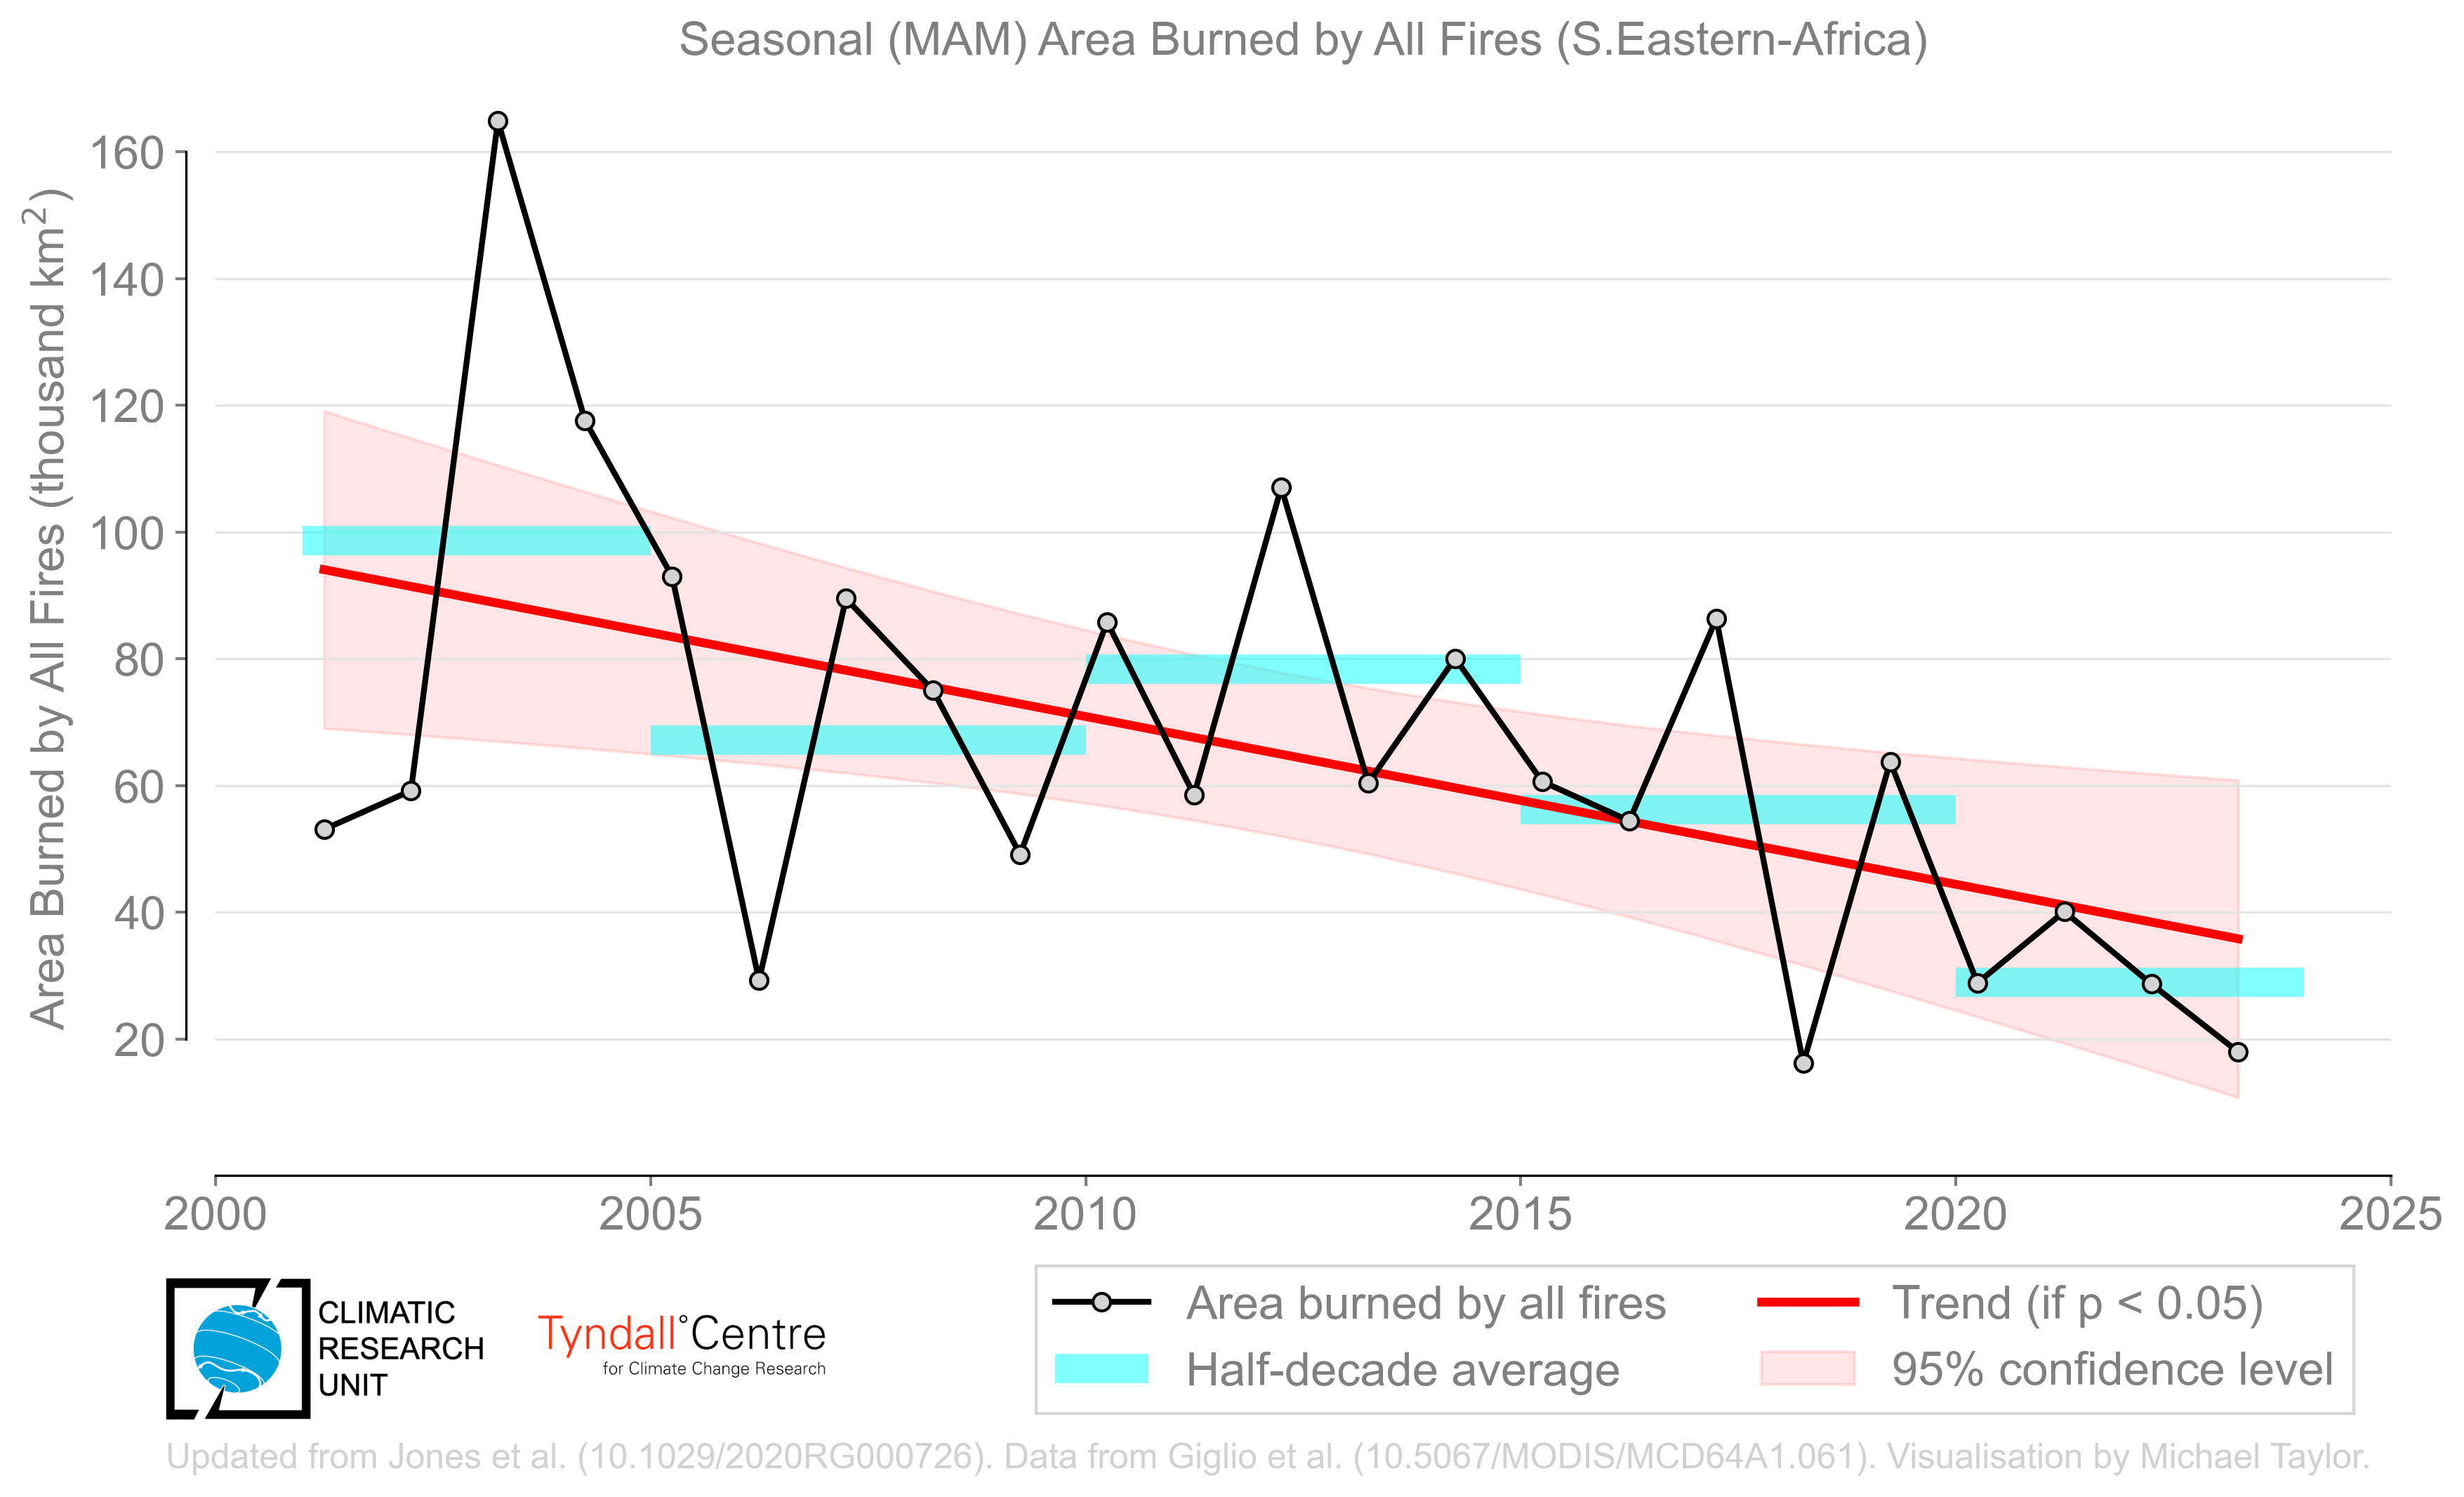 Seasonal (MAM) Area Burned by All Fires (S.Eastern-Africa)
Area Burned by All Fires (thousand km²)
160
140
120
100
80
60
40
20
2000 2005 2010 2015 2020 2025
Area burned by all fires
Half-decade average
Trend (if p < 0.05)
95% confidence level
CLIMATIC
RESEARCH
UNIT
Tyndall°Centre
for Climate Change Research
Updated from Jones et al. (10.1029/2020RG000726). Data from Giglio et al. (10.5067/MODIS/MCD64A1.061). Visualisation by Michael Taylor.